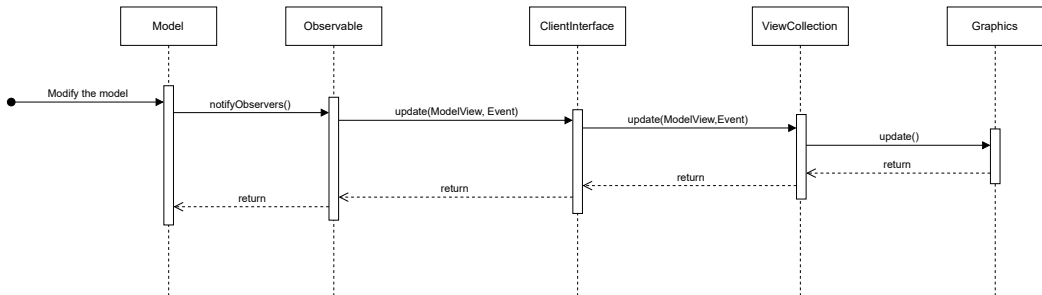 Model
Observable
ClientInterface
ViewCollection
Graphics
Modify the model
notifyObservers()
update(ModelView, Event)
update(ModelView,Event)
update()
return
return
return
return